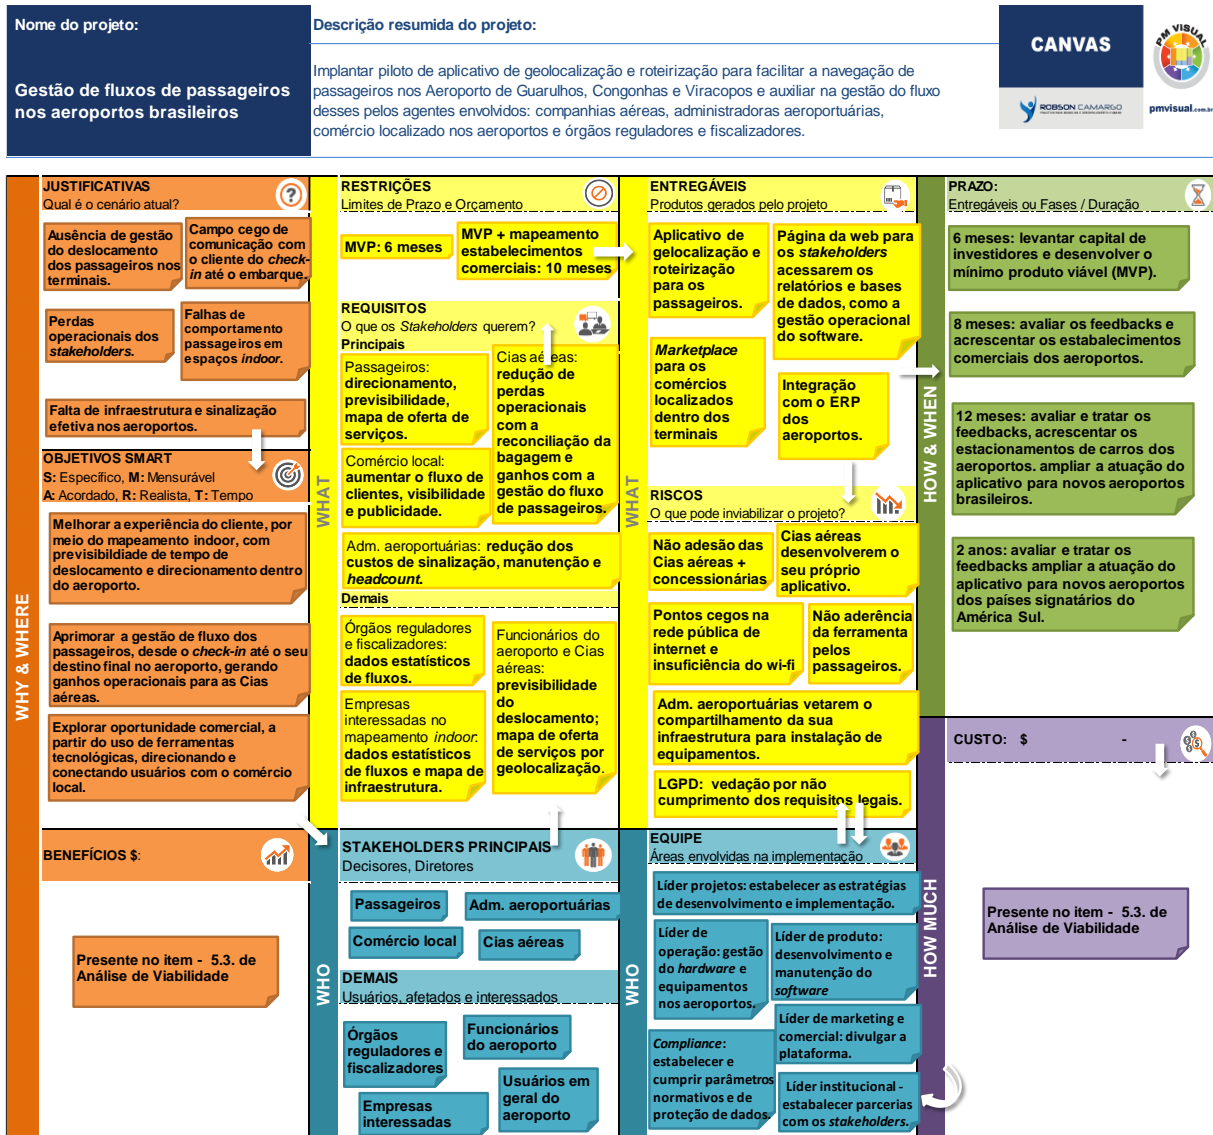 Nome do projeto:
Gestão de fluxos de passageiros
nos aeroportos brasileiros
Descrição resumida do projeto:
Implantar piloto de aplicativo de geolocalização e roteirização para facilitar a navegação de
passageiros nos Aeroporto de Guarulhos, Congonhas e Viracopos e auxiliar na gestão do fluxo
desses pelos agentes envolvidos: companhias aéreas, administradoras aeroportuárias,
comércio localizado nos aeroportos e órgãos reguladores e fiscalizadores.
CANVAS
ROBSON CAMARGO
PM VISUAL
pmvisual.com.br
WHY & WHERE
JUSTIFICATIVAS
Qual é o cenário atual?
Ausência de gestão
do deslocamento
dos passageiros nos
terminais.
Campo cego de
comunicação com
o cliente do check-
in até o embarque.
Perdas
operacionais dos
stakeholders.
Falhas de
comportamento
passageiros em
espaços indoor.
Falta de infraestrutura e sinalização
efetiva nos aeroportos.
OBJETIVOS SMART
S: Específico, M: Mensurável
A: Acordado, R: Realista, T: Tempo
Melhorar a experiência do cliente, por
meio do mapeamento indoor, com
previsibildiade de tempo de
deslocamento e direcionamento dentro
do aeroporto.
Aprimorar a gestão de fluxo dos
passageiros, desde o check-in até o seu
destino final no aeroporto, gerando
ganhos operacionais para as Cias
aéreas.
Explorar oportunidade comercial, a
partir do uso de ferramentas
tecnológicas, direcionando e
conectando usuários com o comércio
local.
BENEFÍCIOS $:
Presente no item - 5.3. de
Análise de Viabilidade
WHAT
RESTRIÇÕES
Limites de Prazo e Orçamento
MVP: 6 meses
MVP + mapeamento
estabelecimentos
comerciais: 10 meses
REQUISITOS
O que os Stakeholders querem?
Principais
Passageiros:
direcionamento,
previsibilidade,
mapa de oferta de
serviços.
Cias aéreas:
redução de
perdas
operacionais
com a
reconciliação da
bagagem e
ganhos com a
gestão do fluxo
de passageiros.
Comércio local:
aumentar o fluxo de
clientes, visibilidade
e publicidade.
Adm. aeroportuárias: redução dos
custos de sinalização, manutenção e
headcount.
Demais
Órgãos reguladores
e fiscalizadores:
dados estatísticos
de fluxos.
Funcionários do
aeroporto e Cias
aéreas:
previsibilidade
do
deslocamento;
mapa de oferta
de serviços por
geolocalização.
Empresas
interessadas no
mapeamento indoor:
dados estatísticos
de fluxos e mapa de
infraestrutura.
WHO
STAKEHOLDERS PRINCIPAIS
Decisores, Diretores
Passageiros
Adm. aeroportuárias
Comércio local
Cias aéreas
DEMAIS
Usuários, afetados e interessados
Órgãos
reguladores e
fiscalizadores
Funcionários
do aeroporto
Usuários em
geral do
aeroporto
Empresas
interessadas
WHAT
ENTREGÁVEIS
Produtos gerados pelo projeto
Aplicativo de
gelocalização e
roteirização
para os
passageiros.
Página da web para
os stakeholders
acessarem os
relatórios e bases
de dados, como a
gestão operacional
do software.
Marketplace
para os
comércios
localizados
dentro dos
terminais
Integração
com o ERP
dos
aeroportos.
RISCOS
O que pode inviabilizar o projeto?
Não adesão das
Cias aéreas +
concessionárias
Cias aéreas
desenvolverem o
seu próprio
aplicativo.
Pontos cegos na
rede pública de
internet e
insuficiência do wi-fi
Não aderência
da ferramenta
pelos
passageiros.
Adm. aeroportuárias vetarem o
compartilhamento da sua
infraestrutura para instalação de
equipamentos.
LGPD: vedação por não
cumprimento dos requisitos legais.
WHO
EQUIPE
Áreas envolvidas na implementação
Líder projetos: estabelecer as estratégias
de desenvolvimento e implementação.
Líder de
operação: gestão
do hardware e
equipamentos
nos aeroportos.
Líder de produto:
desenvolvimento e
manutenção do
software
Líder de marketing e
comercial: divulgar a
plataforma.
Compliance:
estabelecer e
cumprir parâmetros
normativos e de
proteção de dados.
Líder institucional -
estabalecer parcerias
com os stakeholders.
HOW & WHEN
PRAZO:
Entregáveis ou Fases / Duração
6 meses: levantar capital de
investidores e desenvolver o
mínimo produto viável (MVP).
8 meses: avaliar os feedbacks e
acrescentar os estabalecimentos
comerciais dos aeroportos.
12 meses: avaliar e tratar os
feedbacks, acrescentar os
estacionamentos de carros dos
aeroportos. ampliar a atuação do
aplicativo para novos aeroportos
brasileiros.
2 anos: avaliar e tratar os
feedbacks ampliar a atuação do
aplicativo para novos aeroportos
dos países signatários do
América Sul.
HOW MUCH
CUSTO: $ -
Presente no item - 5.3. de
Análise de Viabilidade